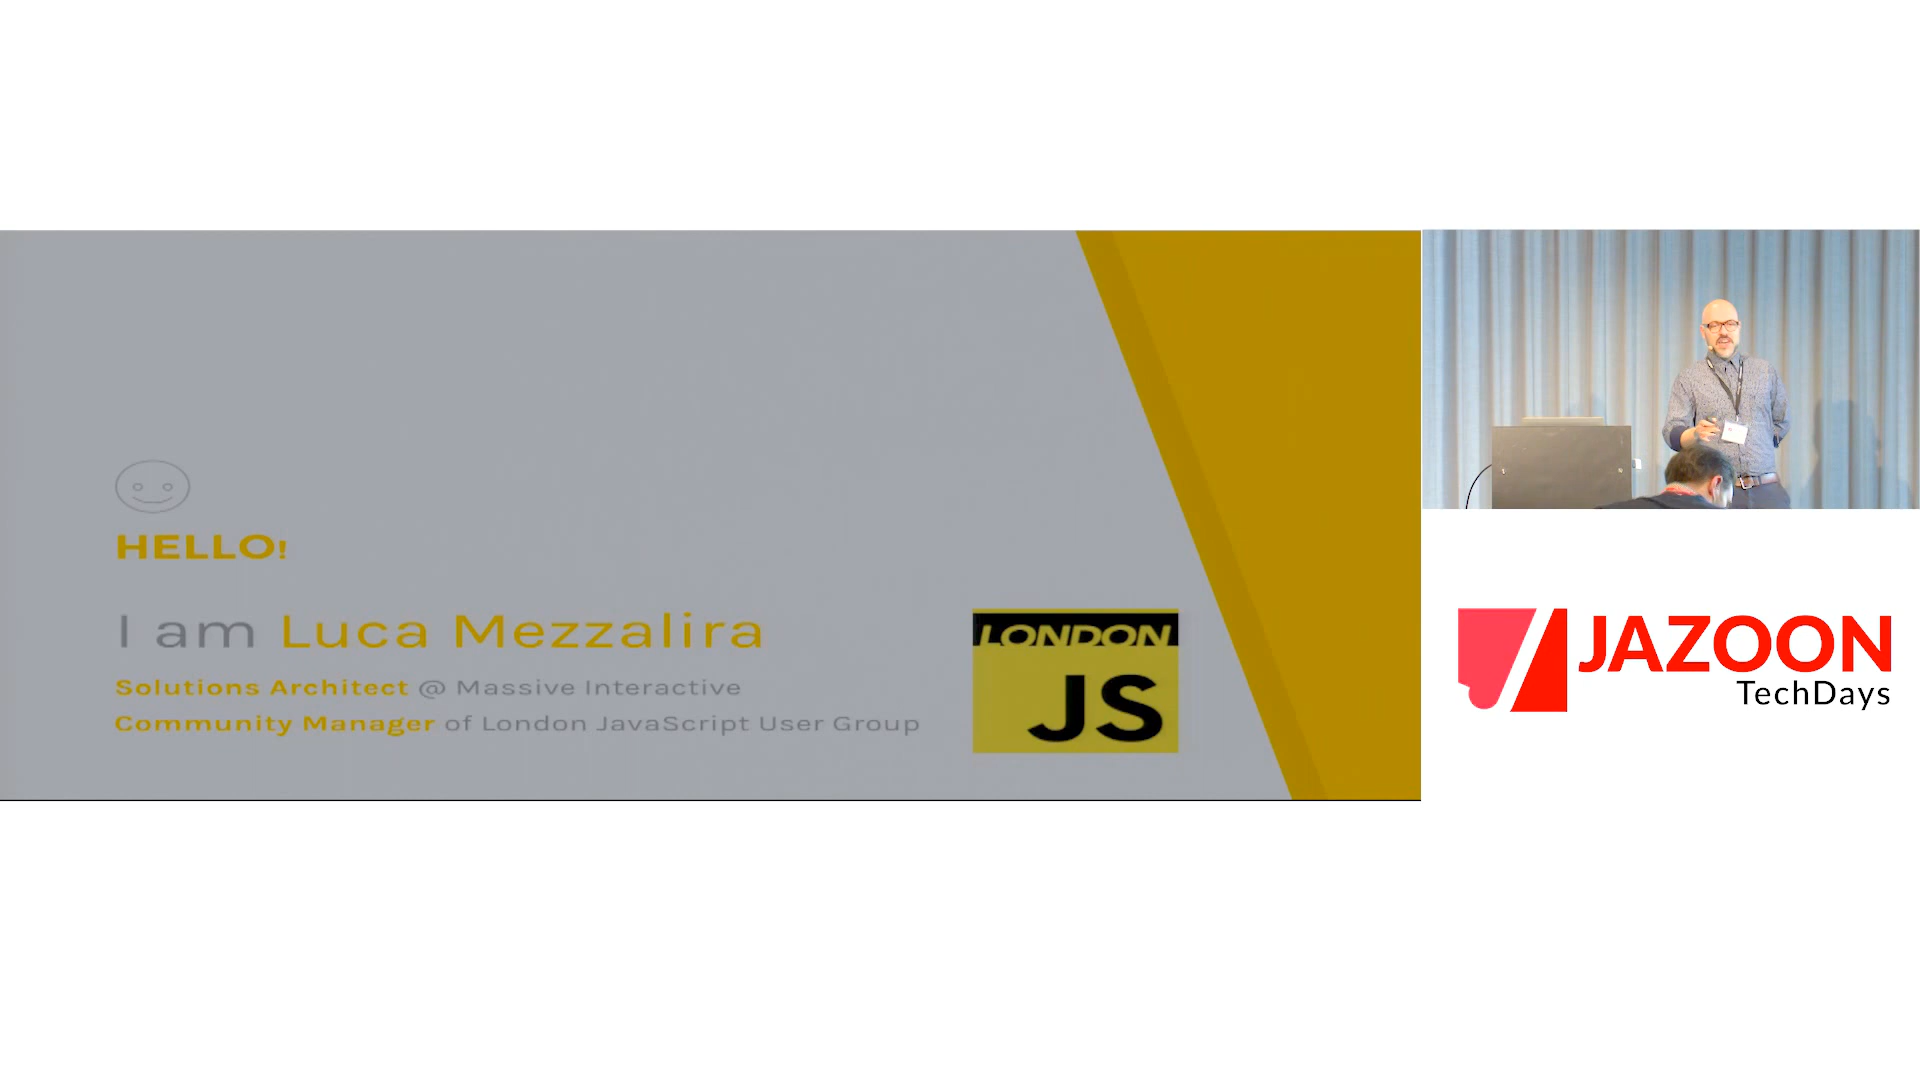 HELLO!
I am Luca Mezzalira
Solutions Architect @ Massive Interactive
Community Manager of London JavaScript User Group
LONDON
JS
JAZOON
TechDays